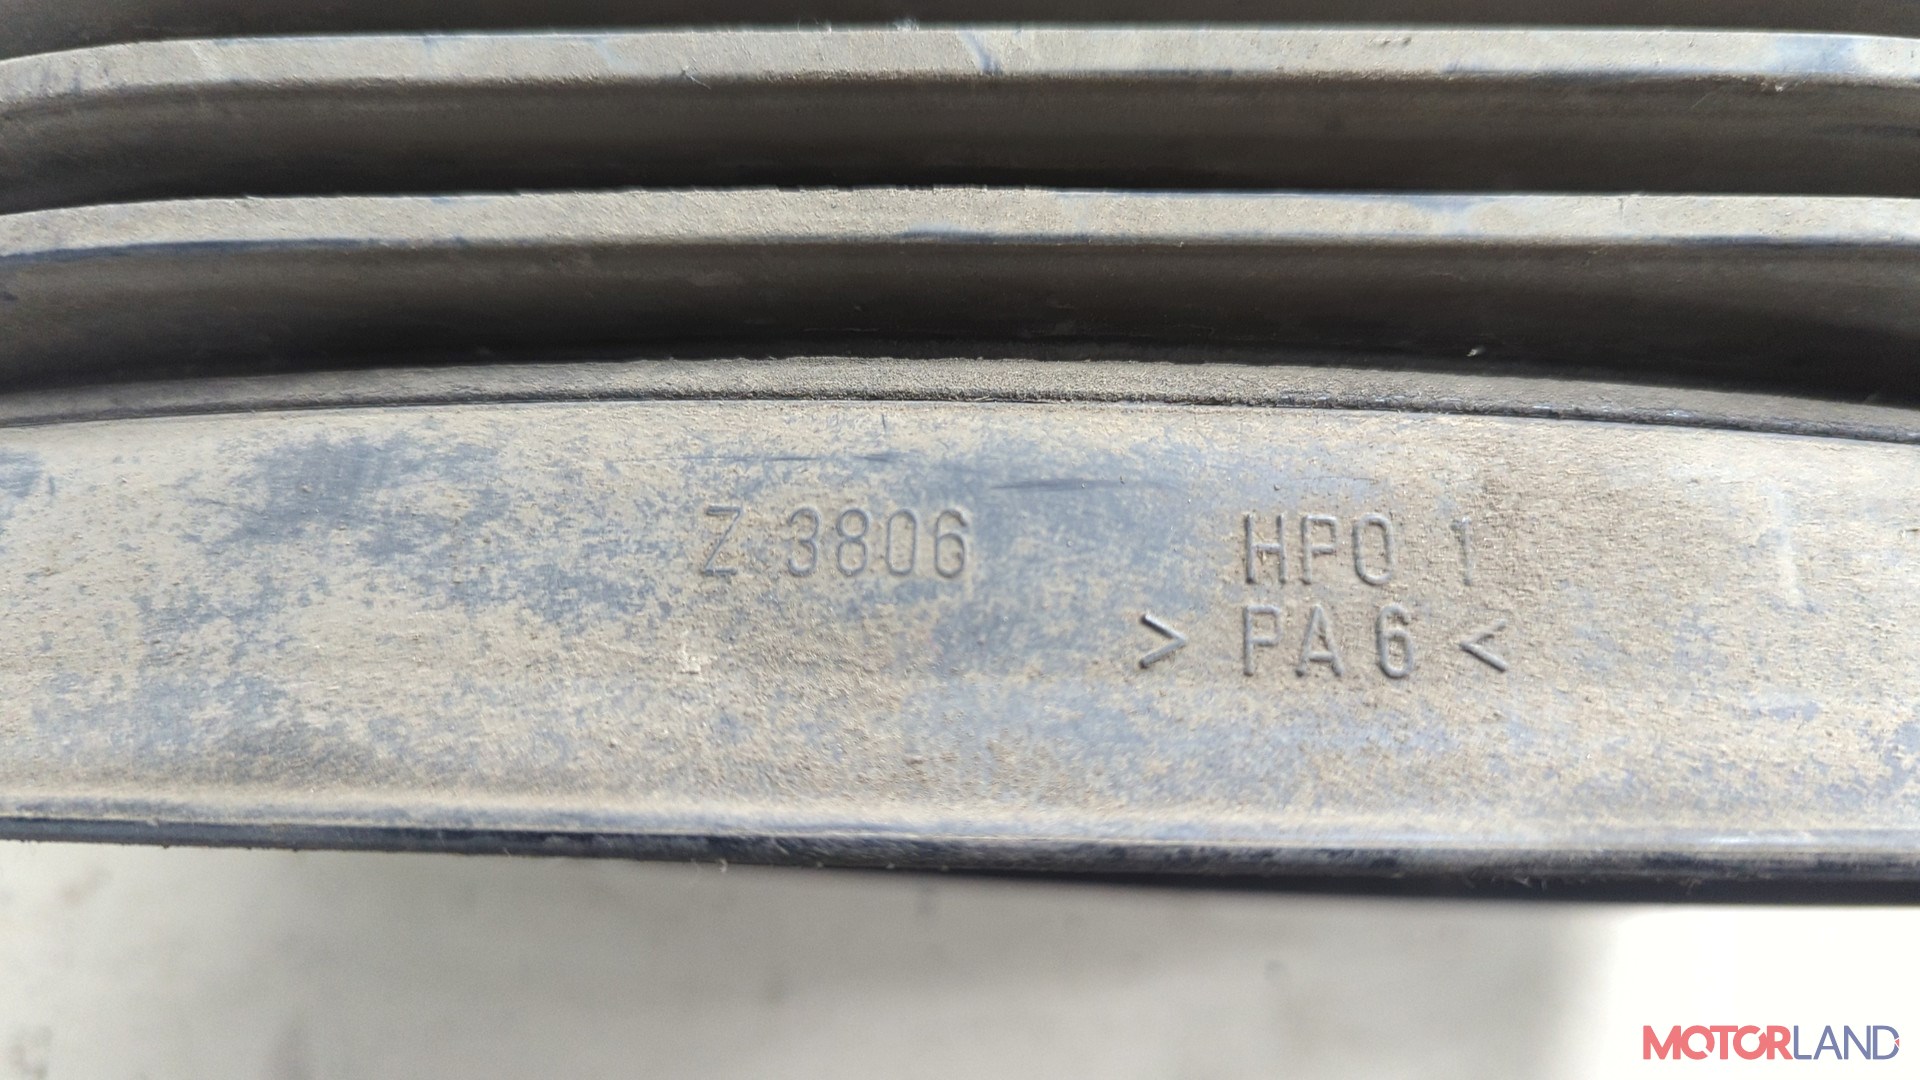 Z 3806 HPO 1
> PA 6 <
MOTORLAND